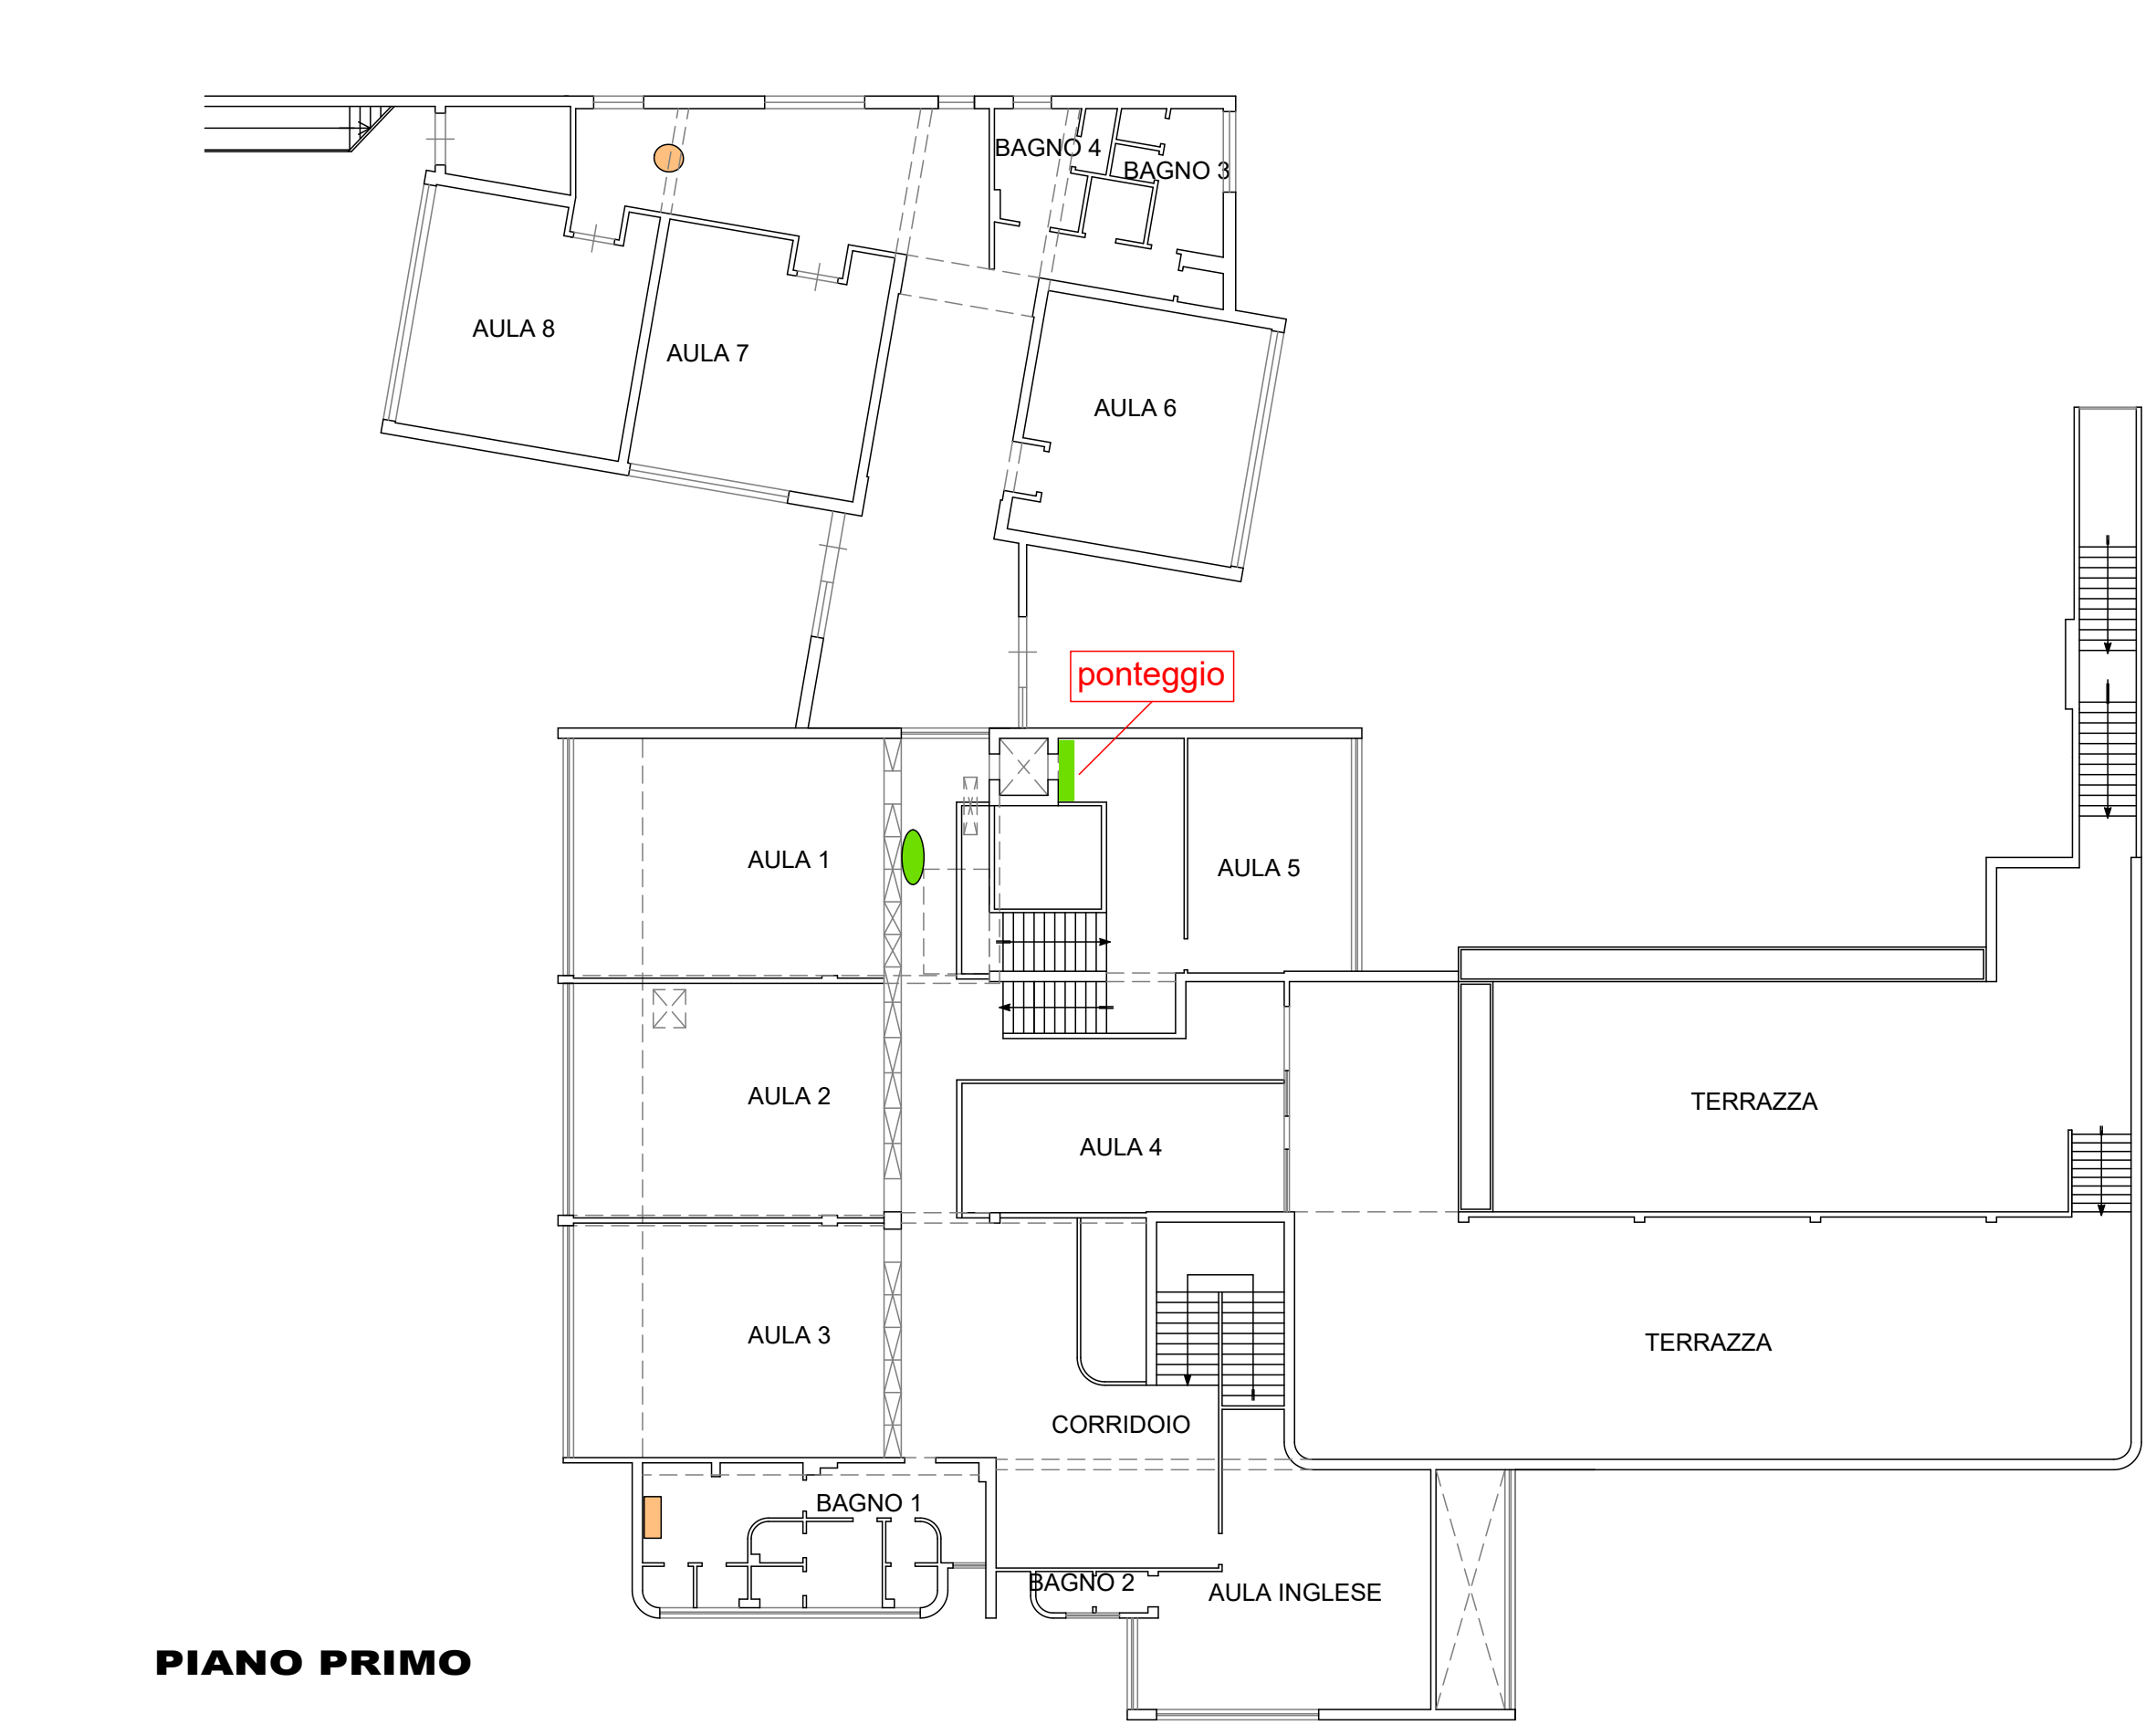 BAGNO 4
BAGNO 3
AULA 8
AULA 7
AULA 6
ponteggio
AULA 1
AULA 5
AULA 2
TERRAZZA
AULA 4
AULA 3
TERRAZZA
CORRIDOIO
BAGNO 1
BAGNO 2
AULA INGLESE
PIANO PRIMO